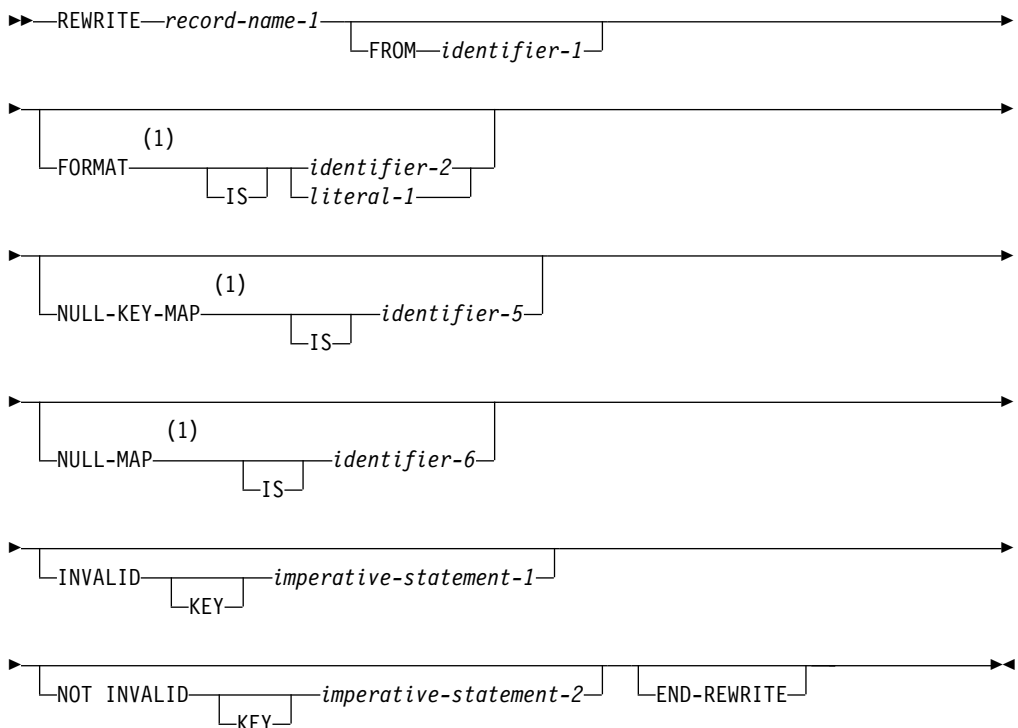 REWRITE record-name-1
FROM identifier-1
(1)
FORMAT identifier-2
IS literal-1
(1)
NULL-KEY-MAP identifier-5
IS
(1)
NULL-MAP identifier-6
IS
INVALID imperative-statement-1
KEY
NOT INVALID imperative-statement-2 END-REWRITE
KEY